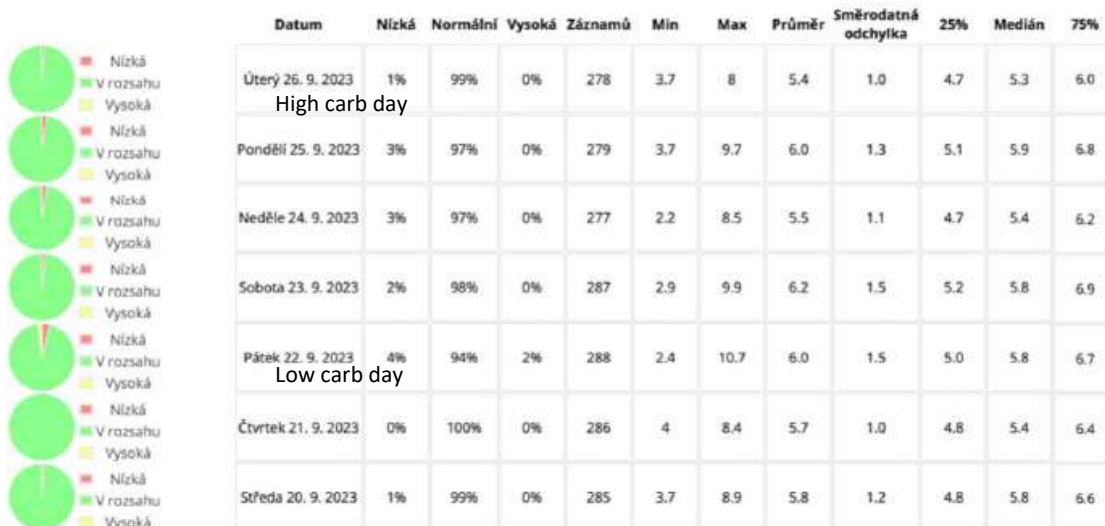 Datum Nízká Normální Vysoká Záznamů Min Max Průměr Směrodatná odchylka 25% Medián 75%
Nízká
V rozsahu
Vysoká
Úterý 26. 9. 2023 1% 99% 0% 278 3.7 8 5.4 1.0 4.7 5.3 6.0
High carb day
Nízká
V rozsahu
Vysoká
Pondělí 25. 9. 2023 3% 97% 0% 279 3.7 9.7 6.0 1.3 5.1 5.9 6.8
Nízká
V rozsahu
Vysoká
Neděle 24. 9. 2023 3% 97% 0% 277 2.2 8.5 5.5 1.1 4.7 5.4 6.2
Nízká
V rozsahu
Vysoká
Sobota 23. 9. 2023 2% 98% 0% 287 2.9 9.9 6.2 1.5 5.2 5.8 6.9
Nízká
V rozsahu
Vysoká
Pátek 22. 9. 2023 4% 94% 2% 288 2.4 10.7 6.0 1.5 5.0 5.8 6.7
Low carb day
Nízká
V rozsahu
Vysoká
Čtvrtek 21. 9. 2023 0% 100% 0% 286 4 8.4 5.7 1.0 4.8 5.4 6.4
Nízká
V rozsahu
Vysoká
Středa 20. 9. 2023 1% 99% 0% 285 3.7 8.9 5.8 1.2 4.8 5.8 6.6